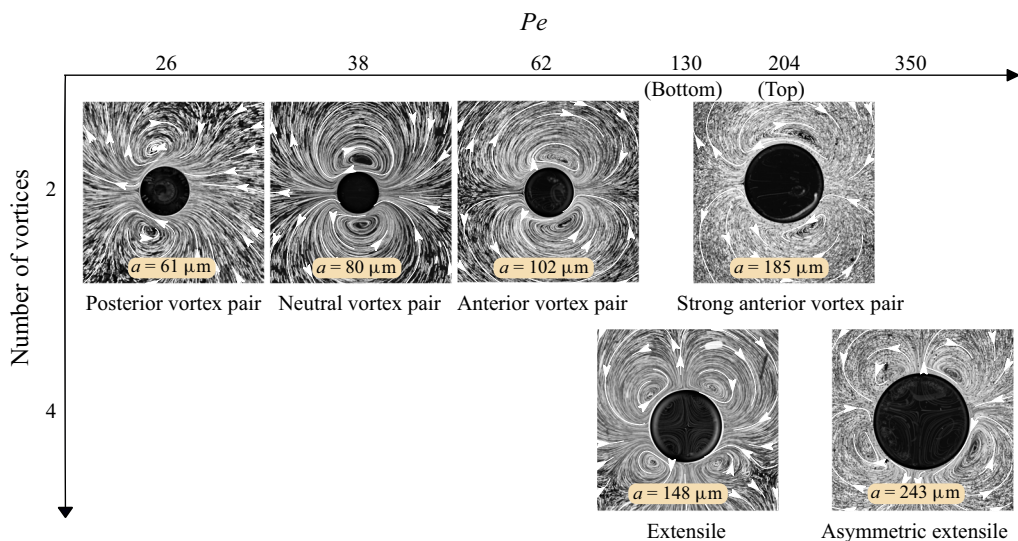 Pe
26 38 62 130 204 350
(Bottom) (Top)
Number of vortices
2
a = 61 μm
a = 80 μm
a = 102 μm
a = 185 μm
Posterior vortex pair
Neutral vortex pair
Anterior vortex pair
Strong anterior vortex pair
4
a = 148 μm
a = 243 μm
Extensile
Asymmetric extensile